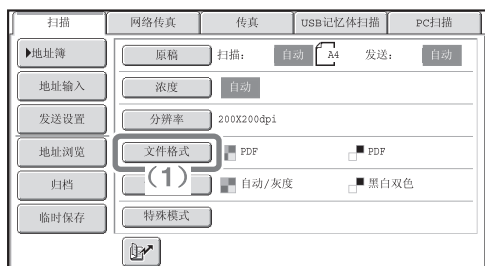 扫描 网络传真 传真 USB记忆体扫描 PC扫描
▶地址簿 原稿 扫描: 自动 A4 发送: 自动
地址输入 浓度 自动
发送设置 分辨率 200X200dpi
地址浏览 文件格式 PDF PDF
归档 (1) 自动/灰度 黑白双色
临时保存 特殊模式